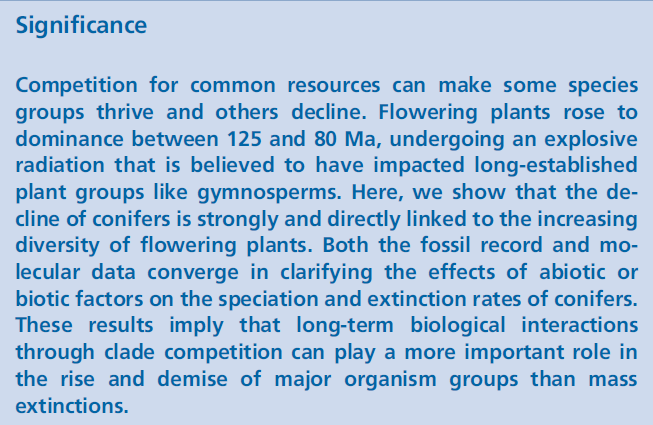 Significance
Competition for common resources can make some species
groups thrive and others decline. Flowering plants rose to
dominance between 125 and 80 Ma, undergoing an explosive
radiation that is believed to have impacted long-established
plant groups like gymnosperms. Here, we show that the de-
cline of conifers is strongly and directly linked to the increasing
diversity of flowering plants. Both the fossil record and mo-
lecular data converge in clarifying the effects of abiotic or
biotic factors on the speciation and extinction rates of conifers.
These results imply that long-term biological interactions
through clade competition can play a more important role in
the rise and demise of major organism groups than mass
extinctions.